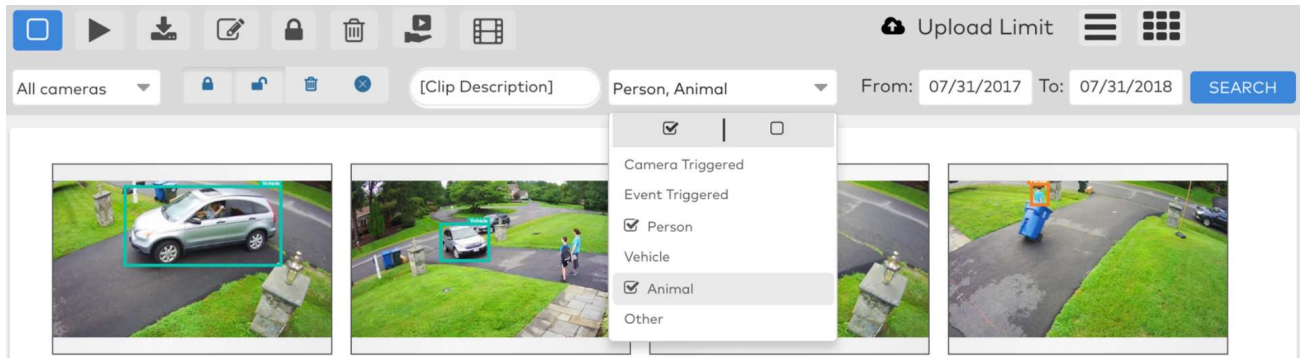 Upload Limit
All cameras
[Clip Description]
Person, Animal
From: 07/31/2017 To: 07/31/2018
SEARCH
Camera Triggered
Event Triggered
Person
Vehicle
Animal
Other
Vehicle
Vehicle